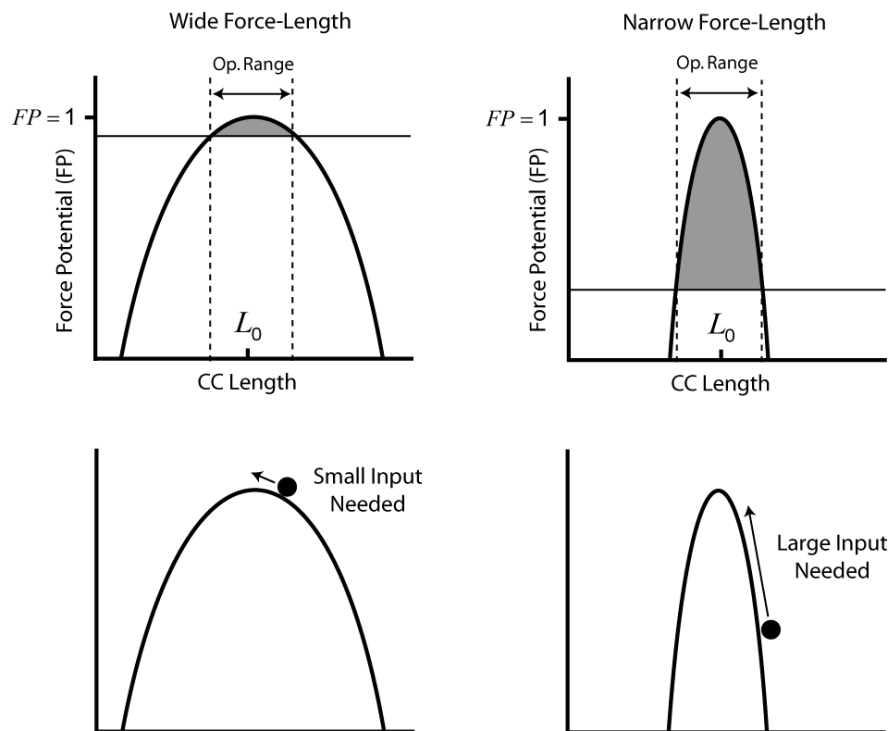 Wide Force-Length
Op. Range
FP = 1
Force Potential (FP)
L0
CC Length
Narrow Force-Length
Op. Range
FP = 1
Force Potential (FP)
L0
CC Length
Small Input
Needed
Large Input
Needed